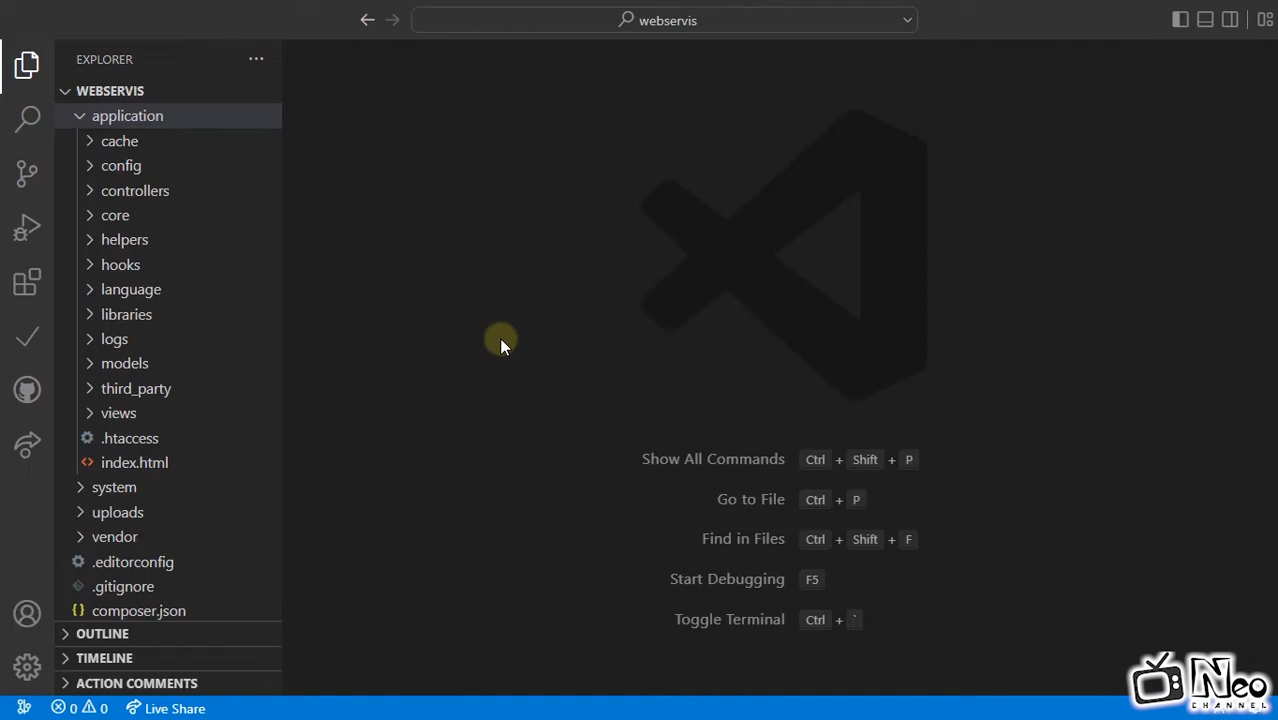 webservis
EXPLORER
WEBSERVIS
application
cache
config
controllers
core
helpers
hooks
language
libraries
logs
models
third_party
views
.htaccess
index.html
system
uploads
vendor
.editorconfig
.gitignore
composer.json
OUTLINE
TIMELINE
ACTION COMMENTS
Show All Commands Ctrl + Shift + P
Go to File Ctrl + P
Find in Files Ctrl + Shift + F
Start Debugging F5
Toggle Terminal Ctrl + `
0 0 Live Share
Neo
CHANNEL